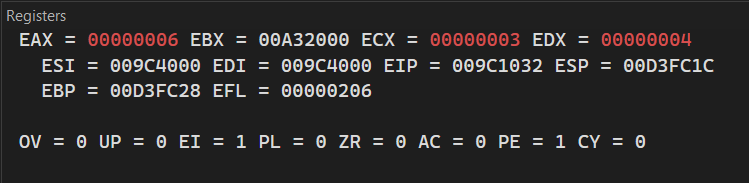 Registers
EAX = 00000006 EBX = 00A32000 ECX = 00000003 EDX = 00000004
ESI = 009C4000 EDI = 009C4000 EIP = 009C1032 ESP = 00D3FC1C
EBP = 00D3FC28 EFL = 00000206
OV = 0 UP = 0 EI = 1 PL = 0 ZR = 0 AC = 0 PE = 1 CY = 0